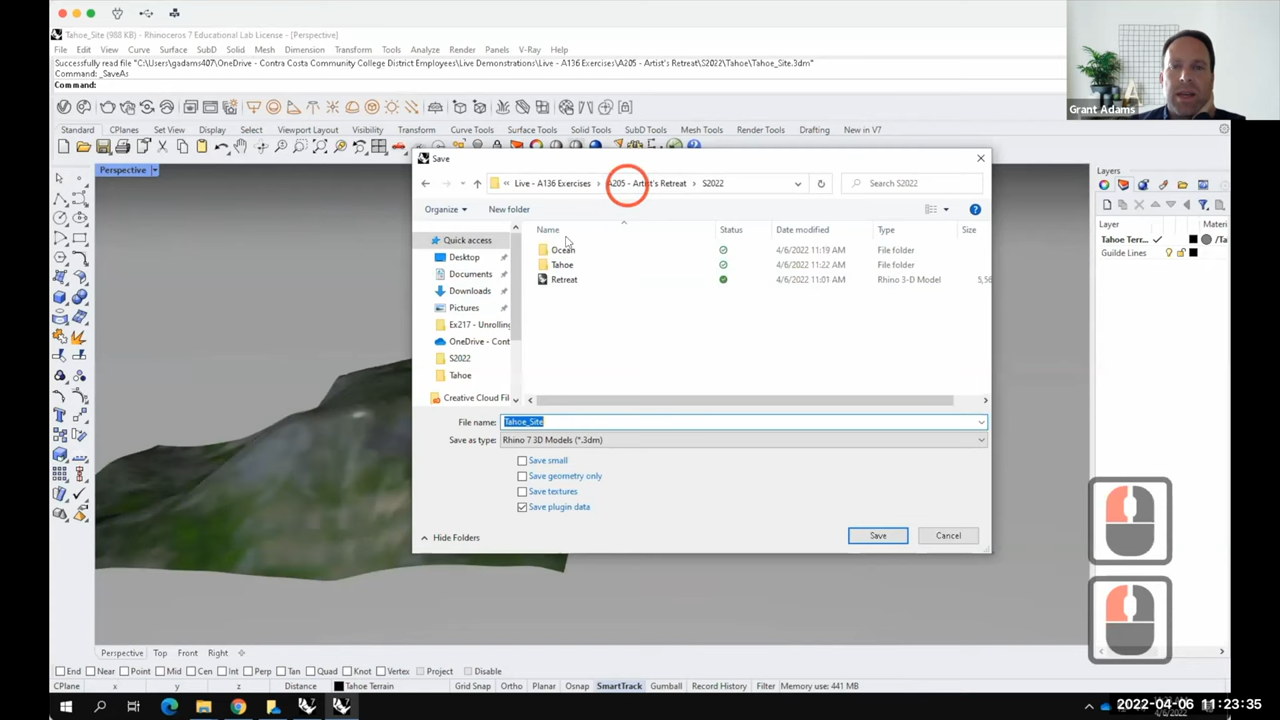 Tahoe_Site (988 KB) - Rhinoceros 7 Educational Lab License - [Perspective]
File Edit View Curve Surface SubD Solid Mesh Dimension Transform Tools Analyze Render Panels V-Ray Help
Successfully read file "C:\Users\gadams407\OneDrive - Contra Costa Community College District Employees\Live Demonstrations\Live - A136 Exercises\A205 - Artist's Retreat\S2022\Tahoe\Tahoe_Site.3dm"
Command: _SaveAs
Command:
Grant Adams
Standard CPlanes Set View Display Select Viewport Layout Visibility Transform Curve Tools Surface Tools Solid Tools SubD Tools Mesh Tools Render Tools Drafting New in V7
Perspective
Save
« Live - A136 Exercises › A205 - Artist's Retreat › S2022
Search S2022
Organize New folder
Name Status Date modified Type Size
Quick access
Desktop
Documents
Downloads
Pictures
Ex217 - Unrolling
OneDrive - Cont
S2022
Tahoe
Creative Cloud Fil
Ocean 4/6/2022 11:19 AM File folder
Tahoe 4/6/2022 11:22 AM File folder
Retreat 4/6/2022 11:01 AM Rhino 3-D Model 5,56
File name: Tahoe_Site
Save as type: Rhino 7 3D Models (*.3dm)
Save small
Save geometry only
Save textures
Save plugin data
Hide Folders
Save Cancel
Layers
Layer Materi
Tahoe Terr... /Ta
Guilde Lines
Perspective Top Front Right
End Near Point Mid Cen Int Perp Tan Quad Knot Vertex Project Disable
CPlane x y z Distance Tahoe Terrain Grid Snap Ortho Planar Osnap SmartTrack Gumball Record History Filter Memory use: 441 MB
2022-04-06 11:23:35